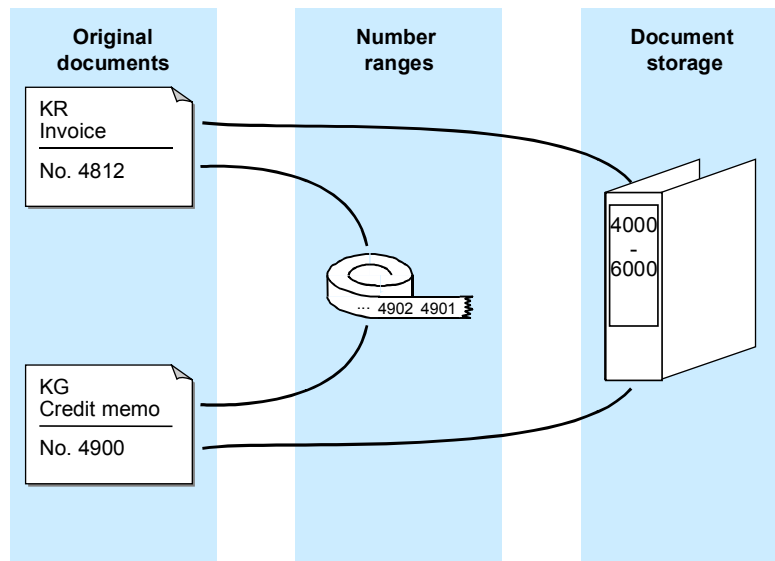 Original
documents
Number
ranges
Document
storage
KR
Invoice
No. 4812
4000
-
6000
... 4902 4901
KG
Credit memo
No. 4900